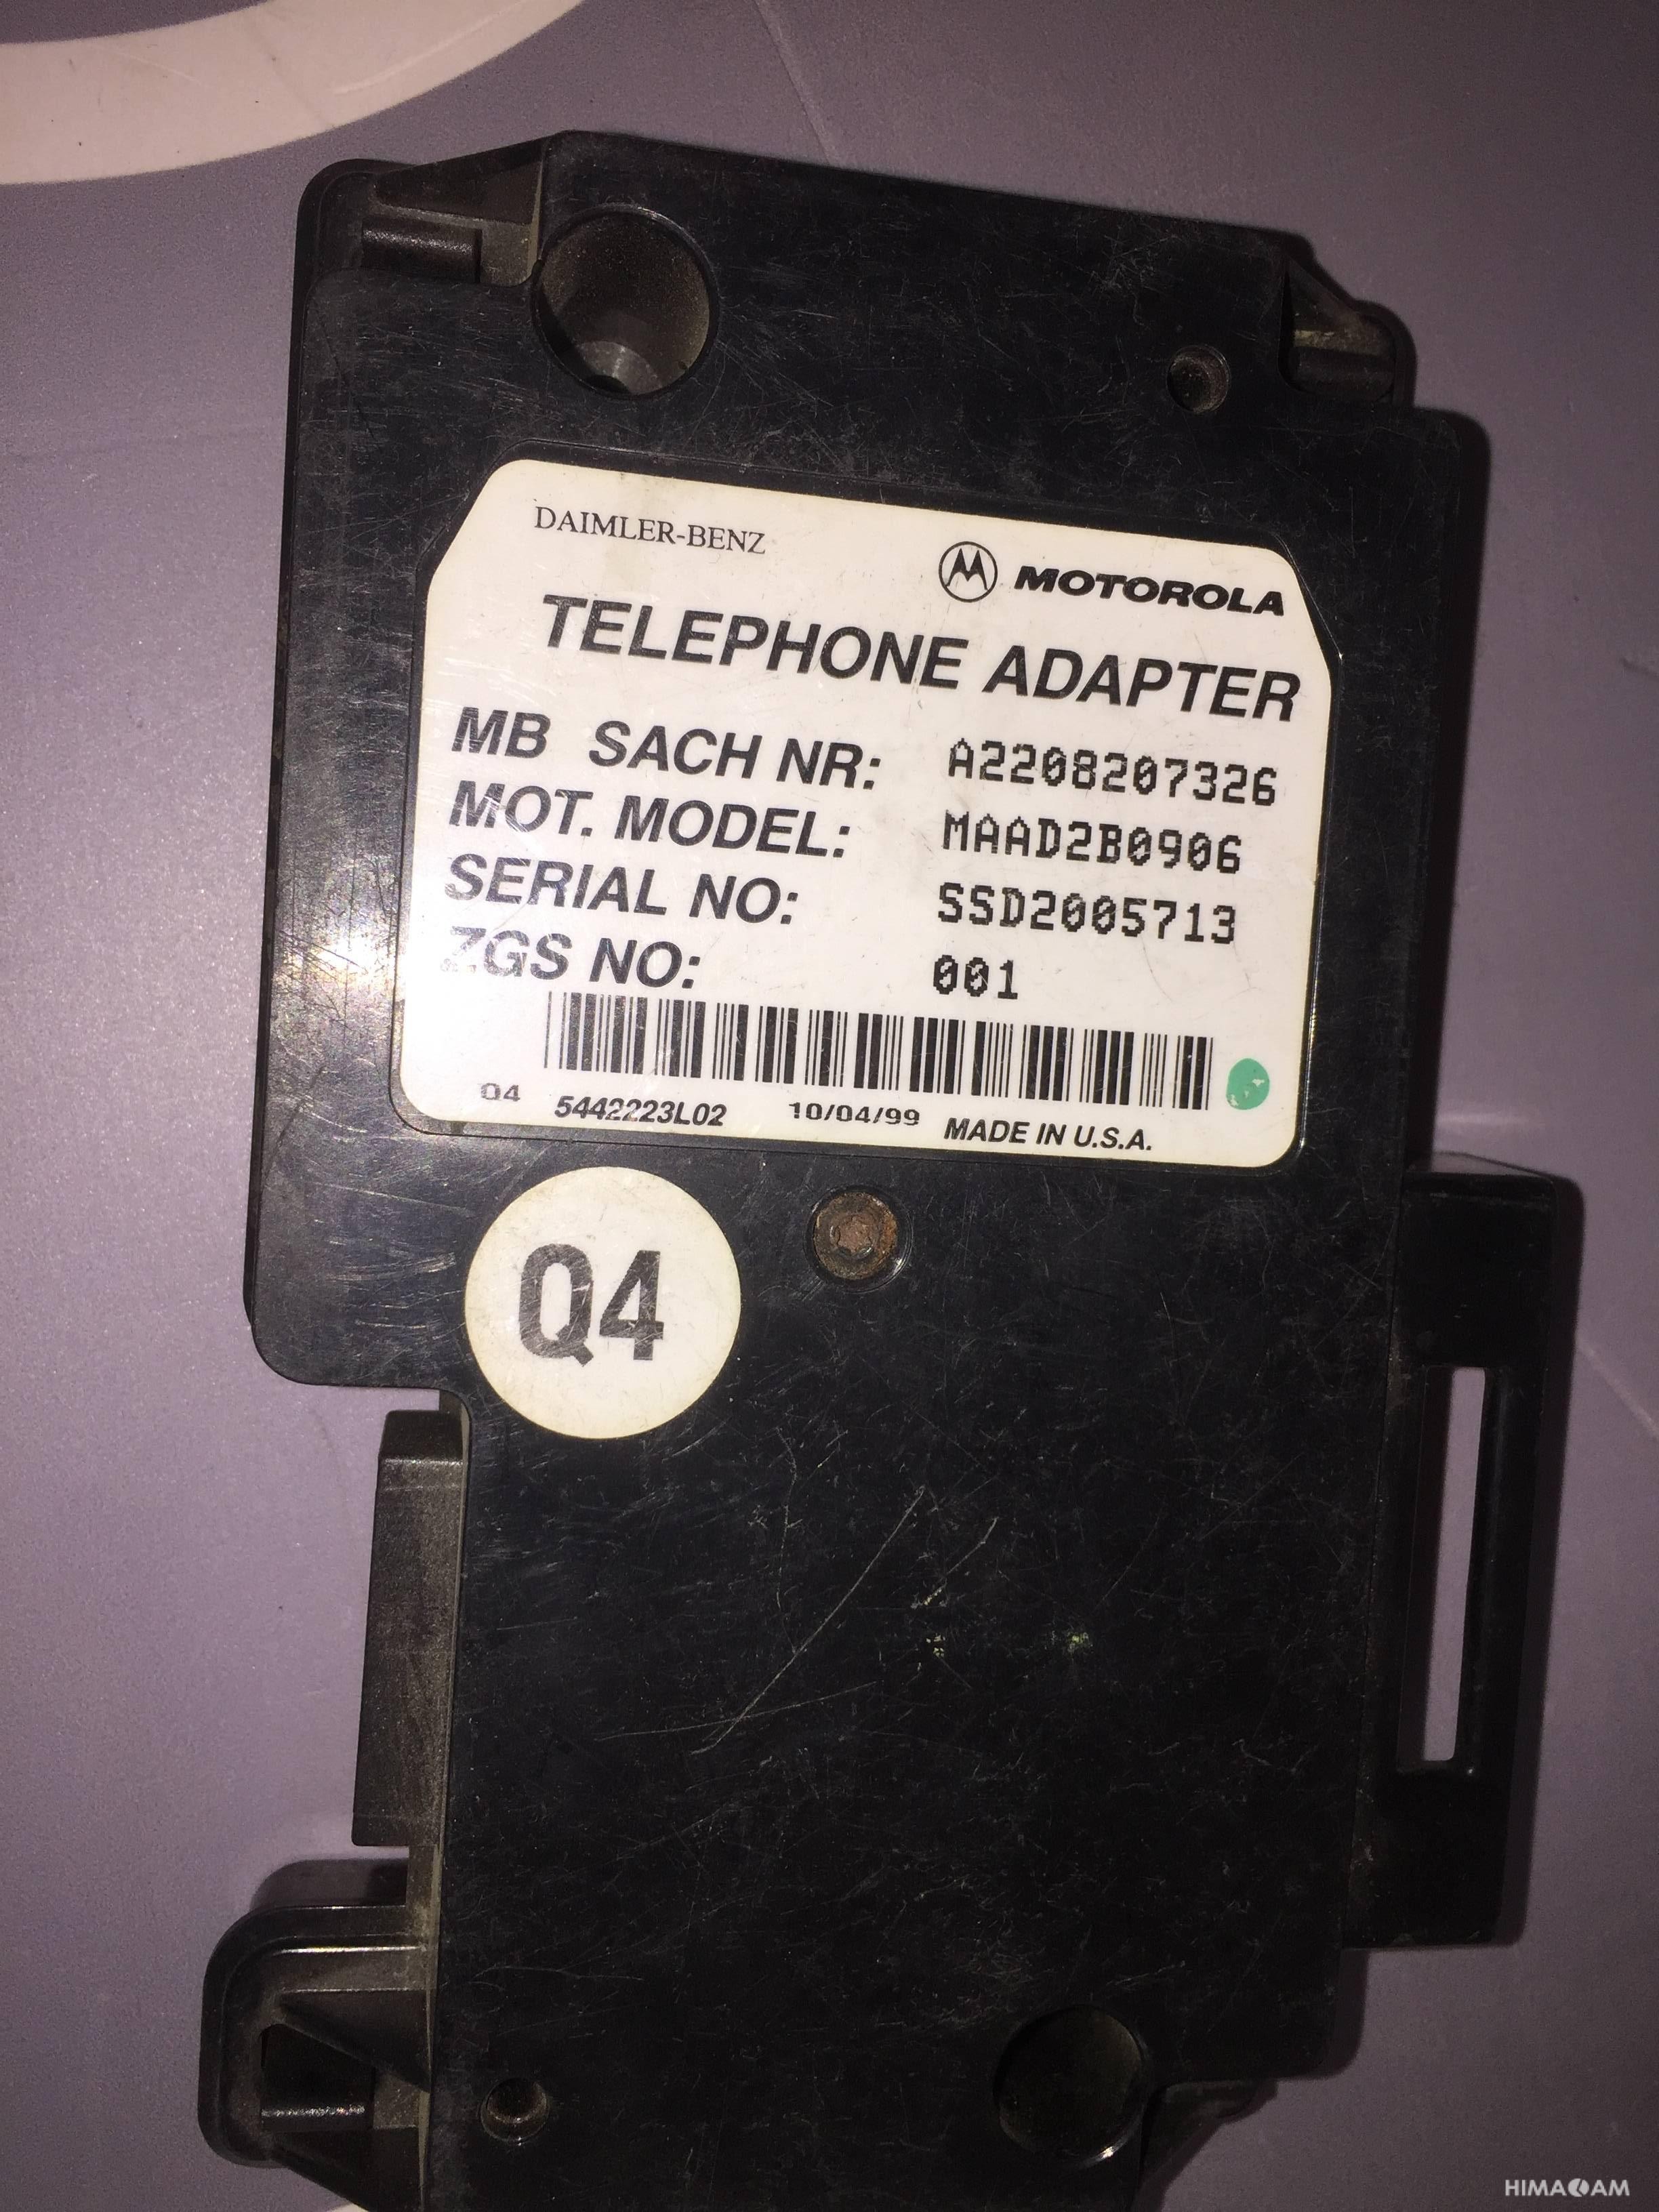 DAIMLER-BENZ
MOTOROLA
TELEPHONE ADAPTER
MB SACH NR: A2208207326
MOT. MODEL: MAAD2B0906
SERIAL NO: SSD2005713
ZGS NO: 001
Q4 5442223L02 10/04/99 MADE IN U.S.A.
Q4
HIMACAM